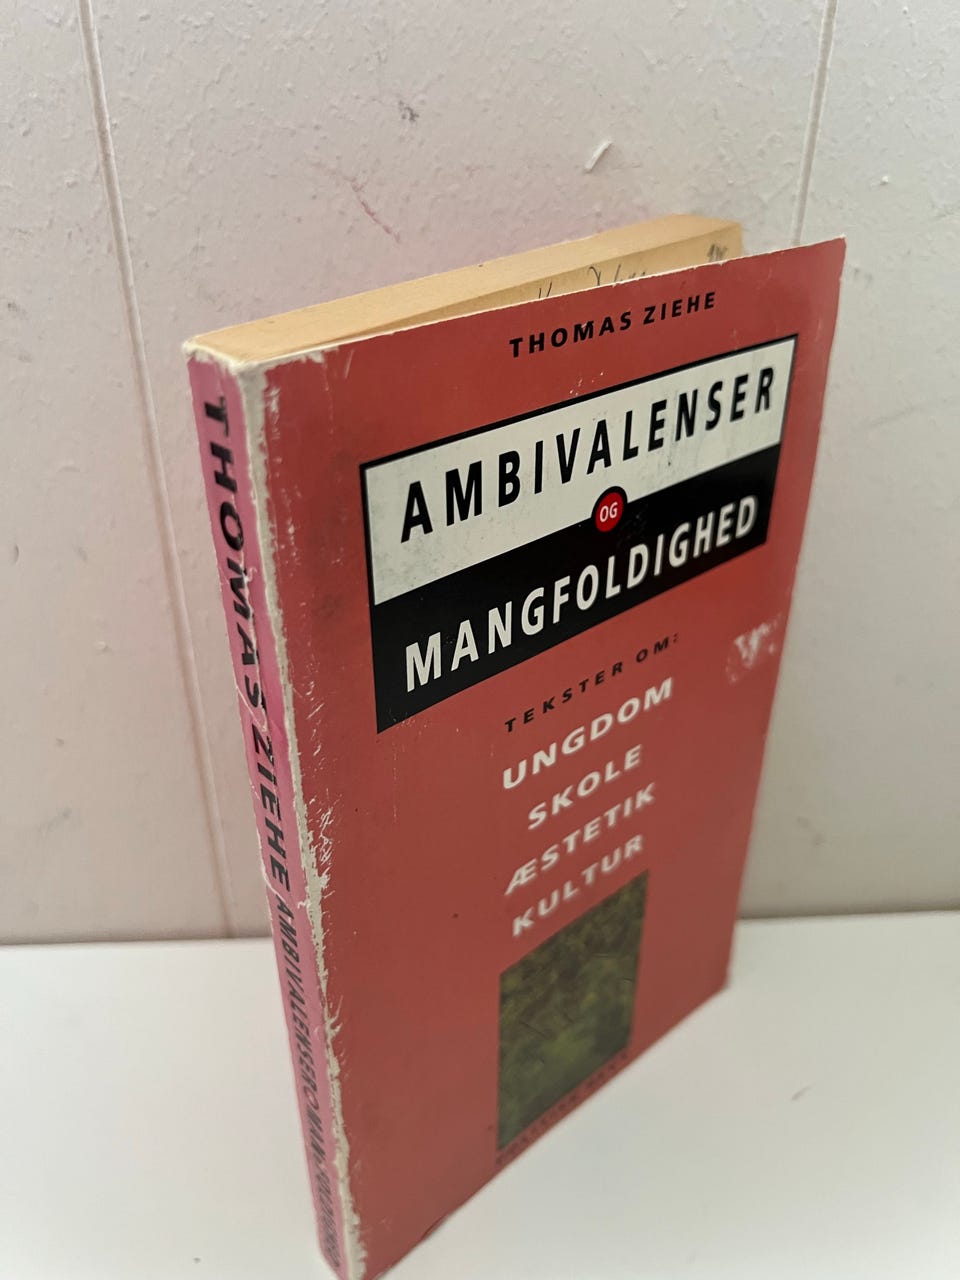 THOMAS ZIEHE
AMBIVALENSER
OG
MANGFOLDIGHED
TEKSTER OM:
UNGDOM
SKOLE
ÆSTETIK
KULTUR
THOMAS ZIEHE AMBIVALENSER OG MANGFOLDIGHED